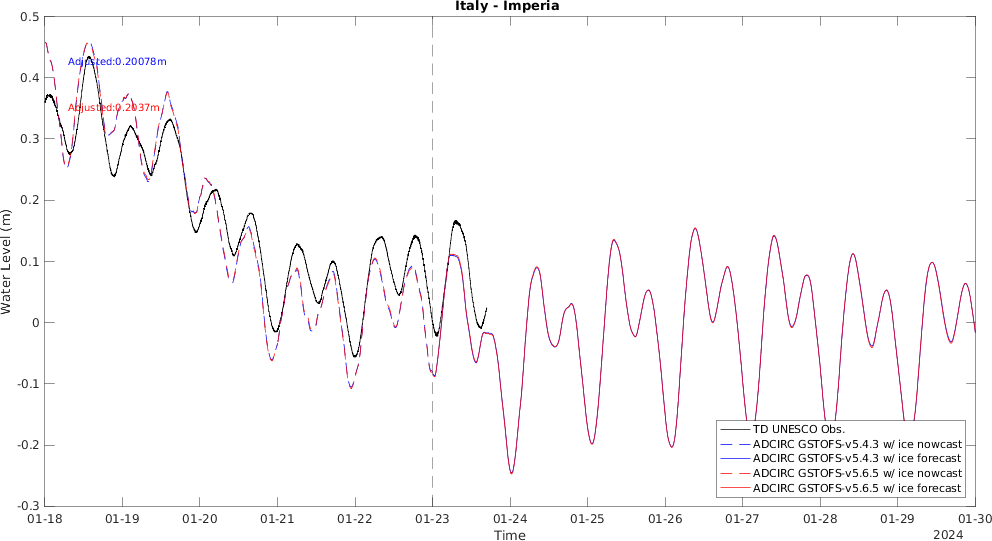 Italy - Imperia
0.5
0.4
0.3
0.2
0.1
0
-0.1
-0.2
-0.3
Water Level (m)
Adjusted:0.20078m
Adjusted:0.2037m
TD UNESCO Obs.
ADCIRC GSTOFS-v5.4.3 w/ ice nowcast
ADCIRC GSTOFS-v5.4.3 w/ ice forecast
ADCIRC GSTOFS-v5.6.5 w/ ice nowcast
ADCIRC GSTOFS-v5.6.5 w/ ice forecast
01-18 01-19 01-20 01-21 01-22 01-23 01-24 01-25 01-26 01-27 01-28 01-29 01-30
Time
2024